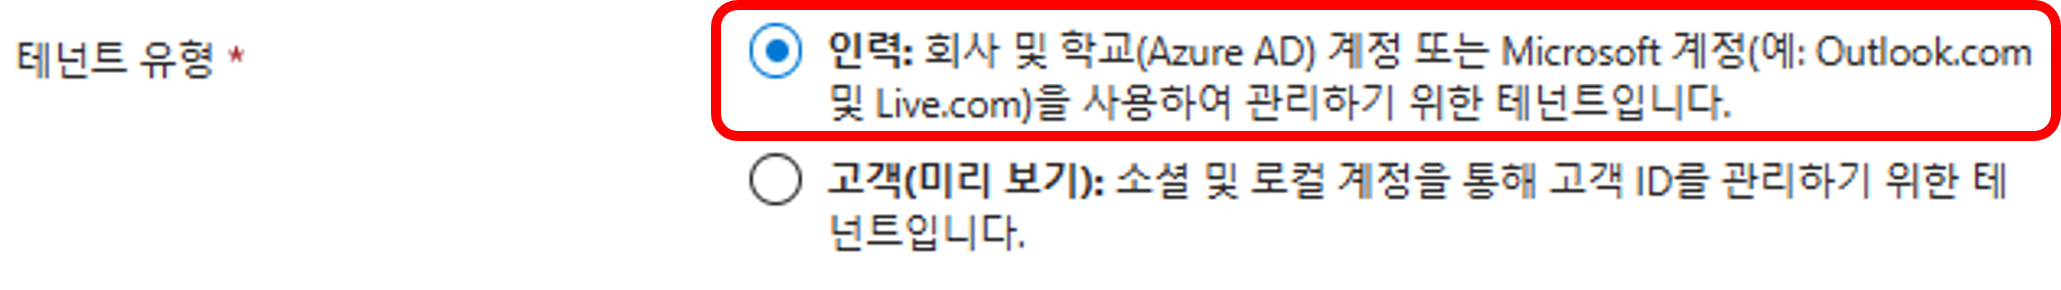 테넌트 유형 *
인력: 회사 및 학교(Azure AD) 계정 또는 Microsoft 계정(예: Outlook.com
및 Live.com)을 사용하여 관리하기 위한 테넌트입니다.
고객(미리 보기): 소셜 및 로컬 계정을 통해 고객 ID를 관리하기 위한 테
넌트입니다.